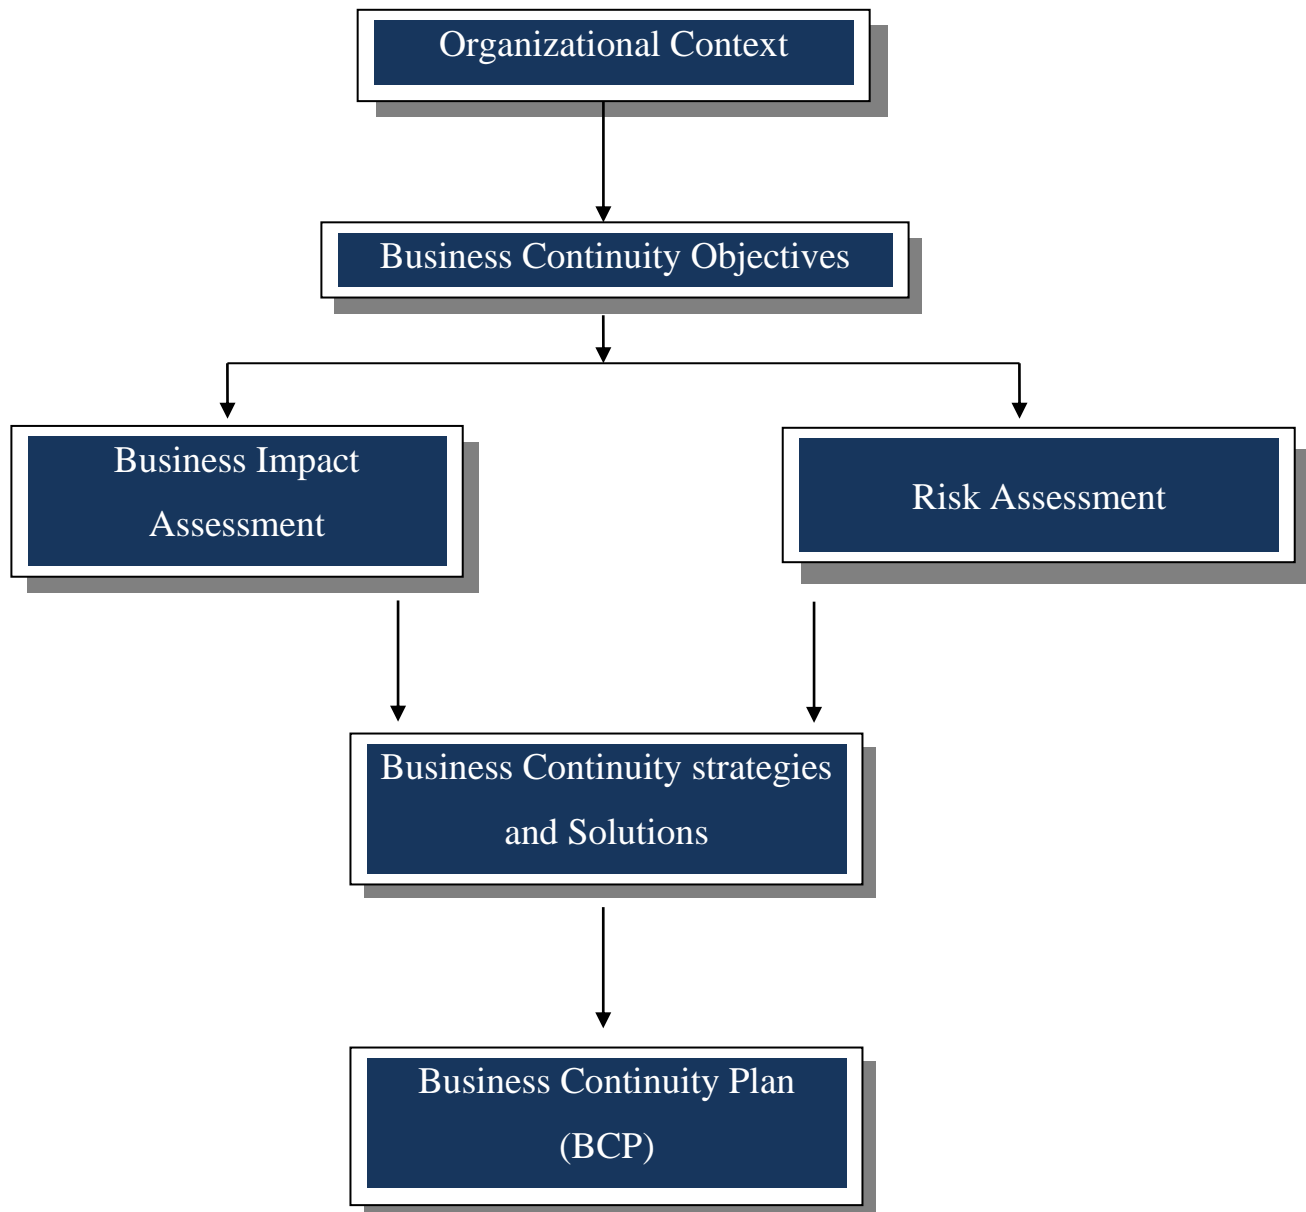 Organizational Context
Business Continuity Objectives
Business Impact
Assessment
Risk Assessment
Business Continuity strategies
and Solutions
Business Continuity Plan
(BCP)